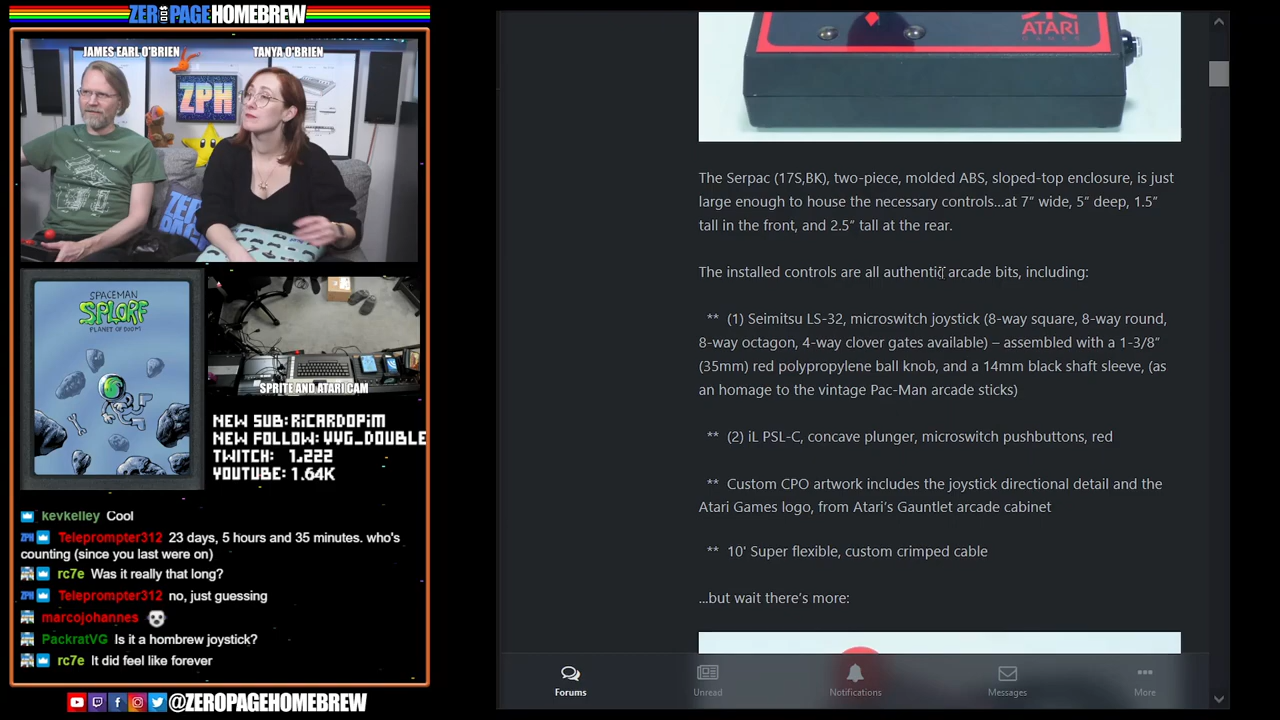 ZERO PAGE HOMEBREW
JAMES EARL O'BRIEN
TANYA O'BRIEN
ZPH
SPACEMAN
SPLORF
PLANET OF DOOM
SPRITE AND ATARI CAM
NEW SUB: RICARDOPIM
NEW FOLLOW: YYG_DOUBLE
TWITCH: 1,222
YOUTUBE: 1.64K
kevkelley Cool
Teleprompter312 23 days, 5 hours and 35 minutes. who's
counting (since you last were on)
rc7e Was it really that long?
Teleprompter312 no, just guessing
marcojohannes
PackratVG Is it a hombrew joystick?
rc7e It did feel like forever
@ZEROPAGEHOMEBREW
ATARI
The Serpac (17S,BK), two-piece, molded ABS, sloped-top enclosure, is just
large enough to house the necessary controls...at 7″ wide, 5″ deep, 1.5″
tall in the front, and 2.5″ tall at the rear.
The installed controls are all authentic arcade bits, including:
** (1) Seimitsu LS-32, microswitch joystick (8-way square, 8-way round,
8-way octagon, 4-way clover gates available) – assembled with a 1-3/8″
(35mm) red polypropylene ball knob, and a 14mm black shaft sleeve, (as
an homage to the vintage Pac-Man arcade sticks)
** (2) iL PSL-C, concave plunger, microswitch pushbuttons, red
** Custom CPO artwork includes the joystick directional detail and the
Atari Games logo, from Atari's Gauntlet arcade cabinet
** 10' Super flexible, custom crimped cable
...but wait there's more:
Forums
Unread
Notifications
Messages
More